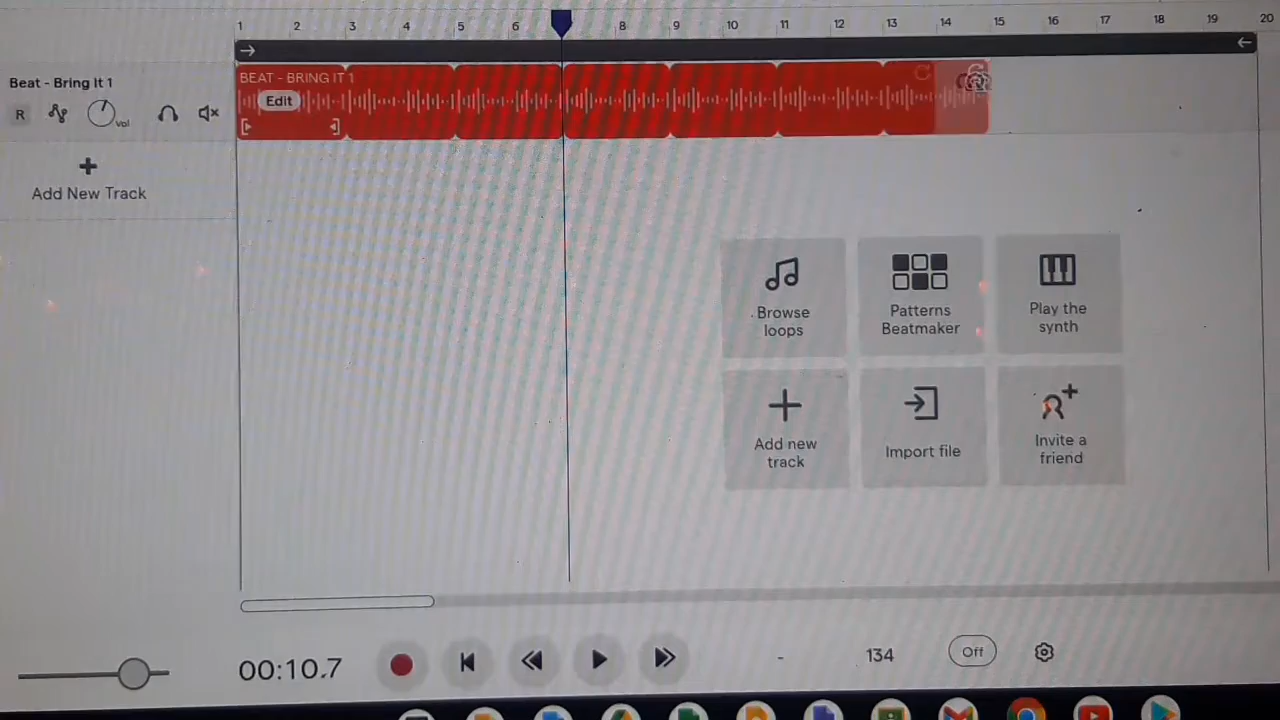 1 2 3 4 5 6 8 9 10 11 12 13 14 15 16 17 18 19 20
Beat - Bring It 1
BEAT - BRING IT 1
Edit
R
vol
Add New Track
Browse
loops
Patterns
Beatmaker
Play the
synth
Add new
track
Import file
Invite a
friend
00:10.7
-
134
Off